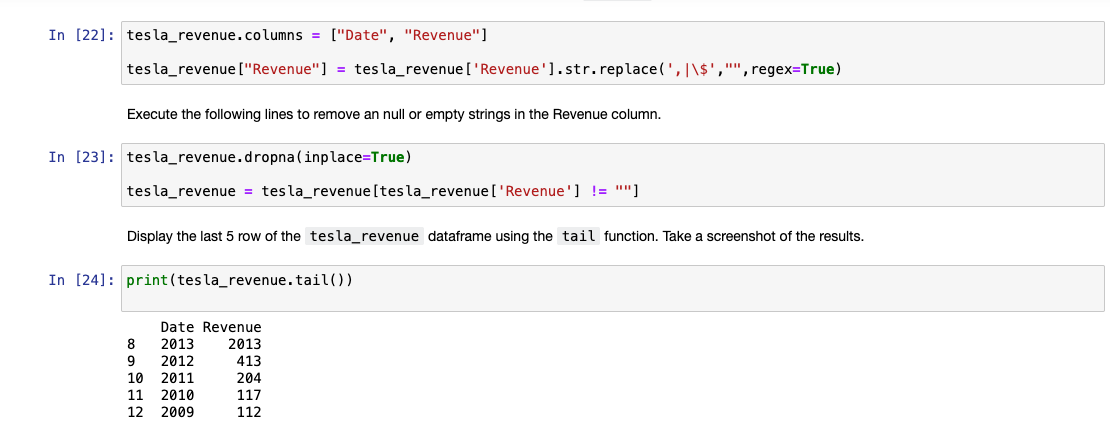 In [22]: tesla_revenue.columns = ["Date", "Revenue"]
tesla_revenue["Revenue"] = tesla_revenue['Revenue'].str.replace(',|\$',"",regex=True)
Execute the following lines to remove an null or empty strings in the Revenue column.
In [23]: tesla_revenue.dropna(inplace=True)
tesla_revenue = tesla_revenue[tesla_revenue['Revenue'] != ""]
Display the last 5 row of the tesla_revenue dataframe using the tail function. Take a screenshot of the results.
In [24]: print(tesla_revenue.tail())
Date Revenue
8 2013 2013
9 2012 413
10 2011 204
11 2010 117
12 2009 112